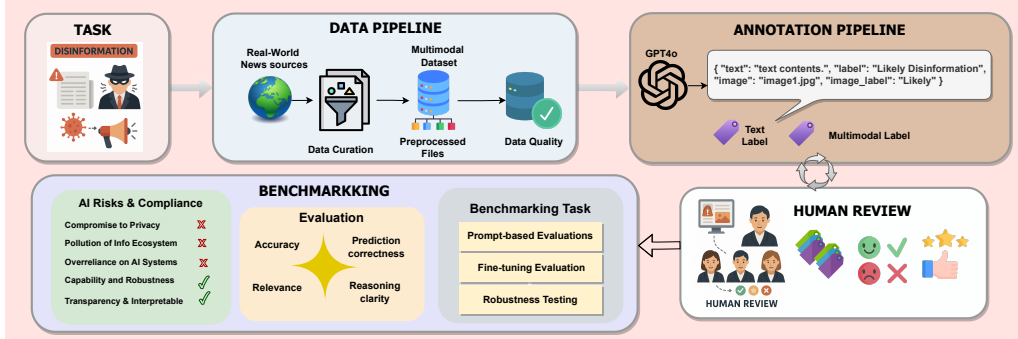 TASK
DISINFORMATION
DATA PIPELINE
Real-World
News sources
Data Curation
Multimodal
Dataset
Preprocessed
Files
Data Quality
ANNOTATION PIPELINE
GPT4o
{ "text": "text contents.", "label": "Likely Disinformation",
"image": "image1.jpg", "image_label": "Likely" }
Text
Label
Multimodal Label
BENCHMARKKING
AI Risks & Compliance
Compromise to Privacy
Pollution of Info Ecosystem
Overreliance on AI Systems
Capability and Robustness
Transparency & Interpretable
Evaluation
Accuracy
Prediction
correctness
Relevance
Reasoning
clarity
Benchmarking Task
Prompt-based Evaluations
Fine-tuning Evaluation
Robustness Testing
HUMAN REVIEW
HUMAN REVIEW